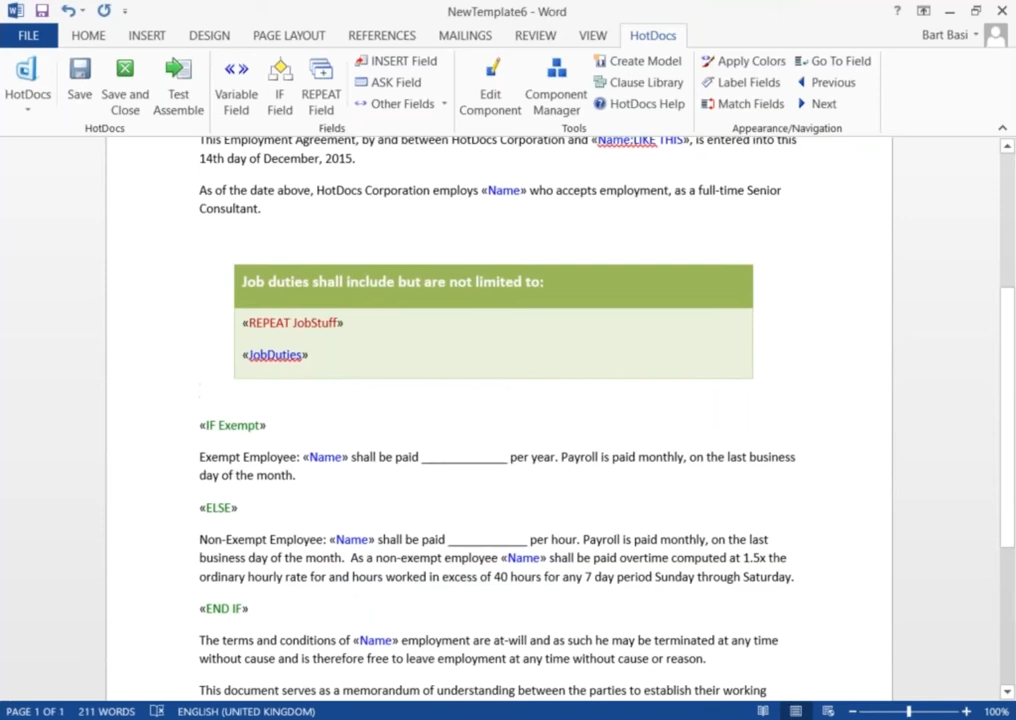 NewTemplate6 - Word
FILE HOME INSERT DESIGN PAGE LAYOUT REFERENCES MAILINGS REVIEW VIEW HotDocs Bart Basi
HotDocs Save Save and Close Test Assemble
HotDocs
Variable Field IF Field REPEAT Field
INSERT Field
ASK Field
Other Fields
Fields
Edit Component Component Manager
Create Model
Clause Library
HotDocs Help
Tools
Apply Colors Go To Field
Label Fields Previous
Match Fields Next
Appearance/Navigation
This Employment Agreement, by and between HotDocs Corporation and «Name:LIKE THIS», is entered into this
14th day of December, 2015.
As of the date above, HotDocs Corporation employs «Name» who accepts employment, as a full-time Senior
Consultant.
Job duties shall include but are not limited to:
«REPEAT JobStuff»
«JobDuties»
«IF Exempt»
Exempt Employee: «Name» shall be paid ______________ per year. Payroll is paid monthly, on the last business
day of the month.
«ELSE»
Non-Exempt Employee: «Name» shall be paid _____________ per hour. Payroll is paid monthly, on the last
business day of the month.  As a non-exempt employee «Name» shall be paid overtime computed at 1.5x the
ordinary hourly rate for and hours worked in excess of 40 hours for any 7 day period Sunday through Saturday.
«END IF»
The terms and conditions of «Name» employment are at-will and as such he may be terminated at any time
without cause and is therefore free to leave employment at any time without cause or reason.
This document serves as a memorandum of understanding between the parties to establish their working
PAGE 1 OF 1 211 WORDS ENGLISH (UNITED KINGDOM) 100%